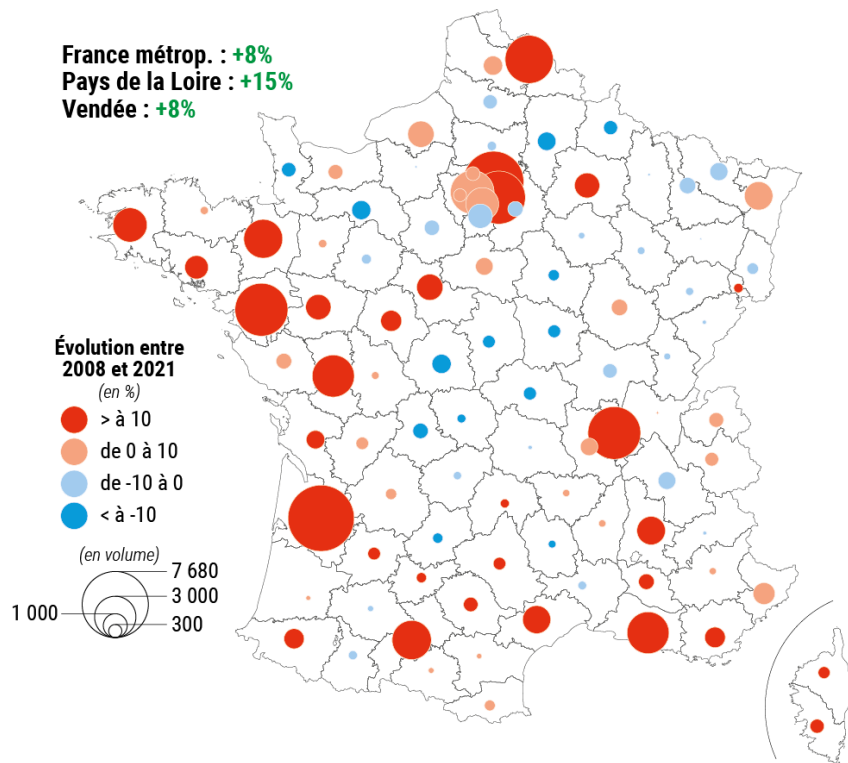 France métrop. : +8%
Pays de la Loire : +15%
Vendée : +8%
Évolution entre
2008 et 2021
(en %)
> à 10
de 0 à 10
de -10 à 0
< à -10
(en volume)
7 680
3 000
1 000
300